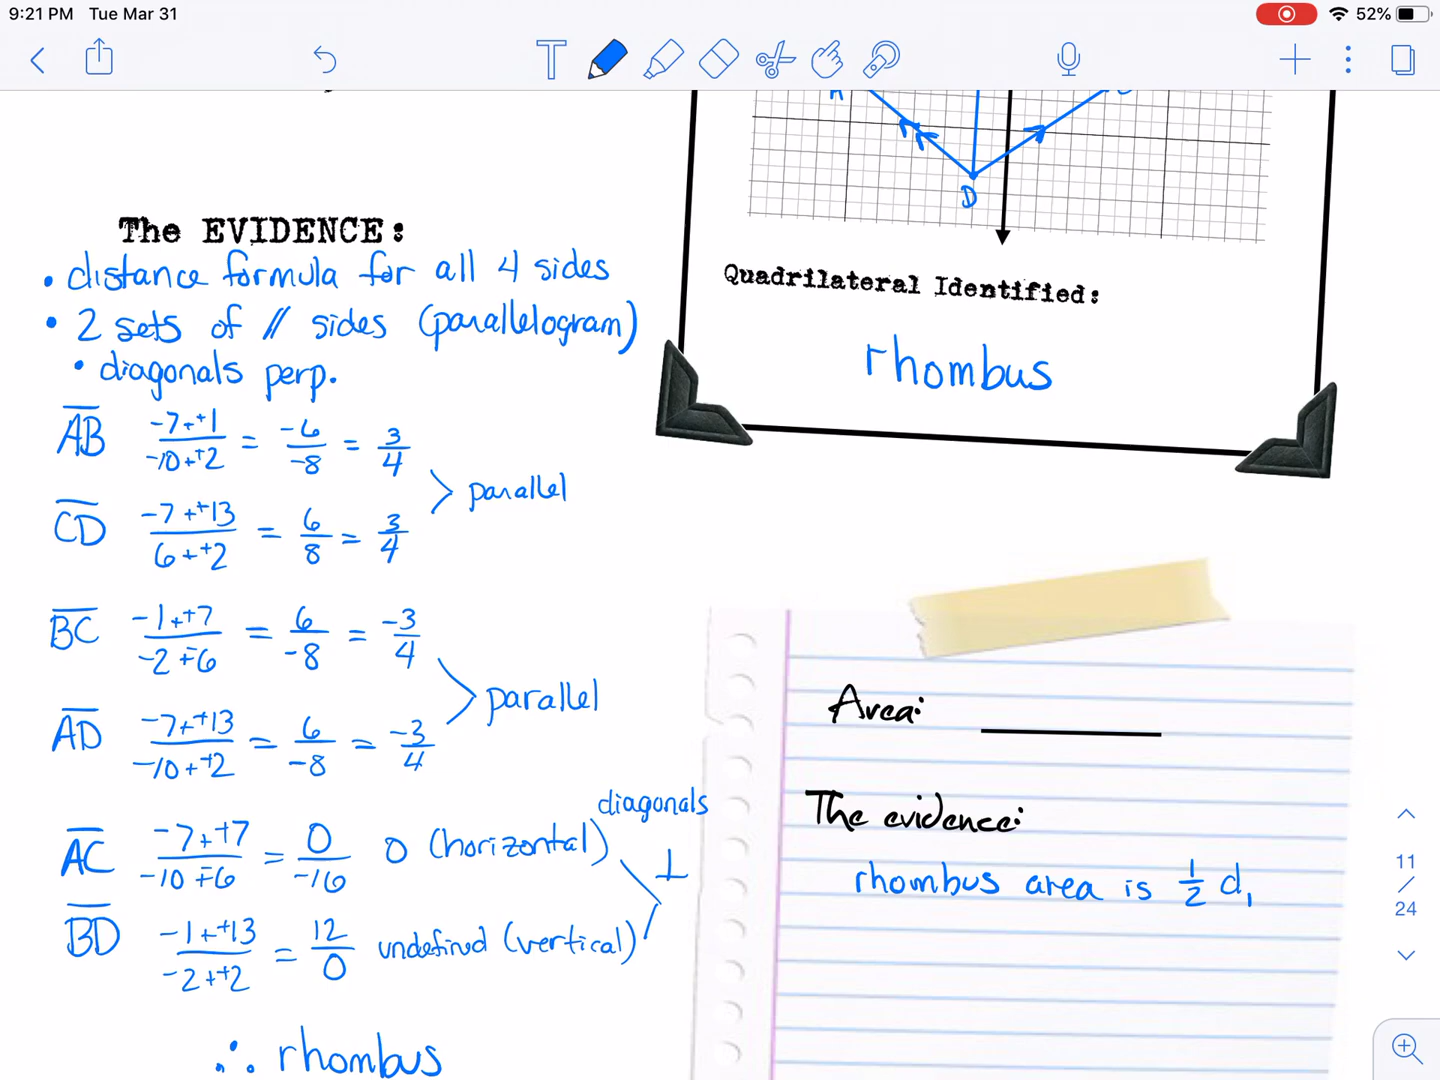 9:21 PM Tue Mar 31
52%
T
A
D
The EVIDENCE:
• distance formula for all 4 sides
• 2 sets of // sides (parallelogram)
• diagonals perp.
AB -7++1/-10++2 = -6/-8 = 3/4
> parallel
CD -7++13/6++2 = 6/8 = 3/4
BC -1++7/-2+-6 = 6/-8 = -3/4
> parallel
AD -7++13/-10++2 = 6/-8 = -3/4
diagonals
AC -7++7/-10+-6 = 0/-16 0 (horizontal)
⊥
BD -1++13/-2++2 = 12/0 undefined (vertical)
∴ rhombus
Quadrilateral Identified:
rhombus
Area:
The evidence:
rhombus area is 1/2 d1
11
/
24